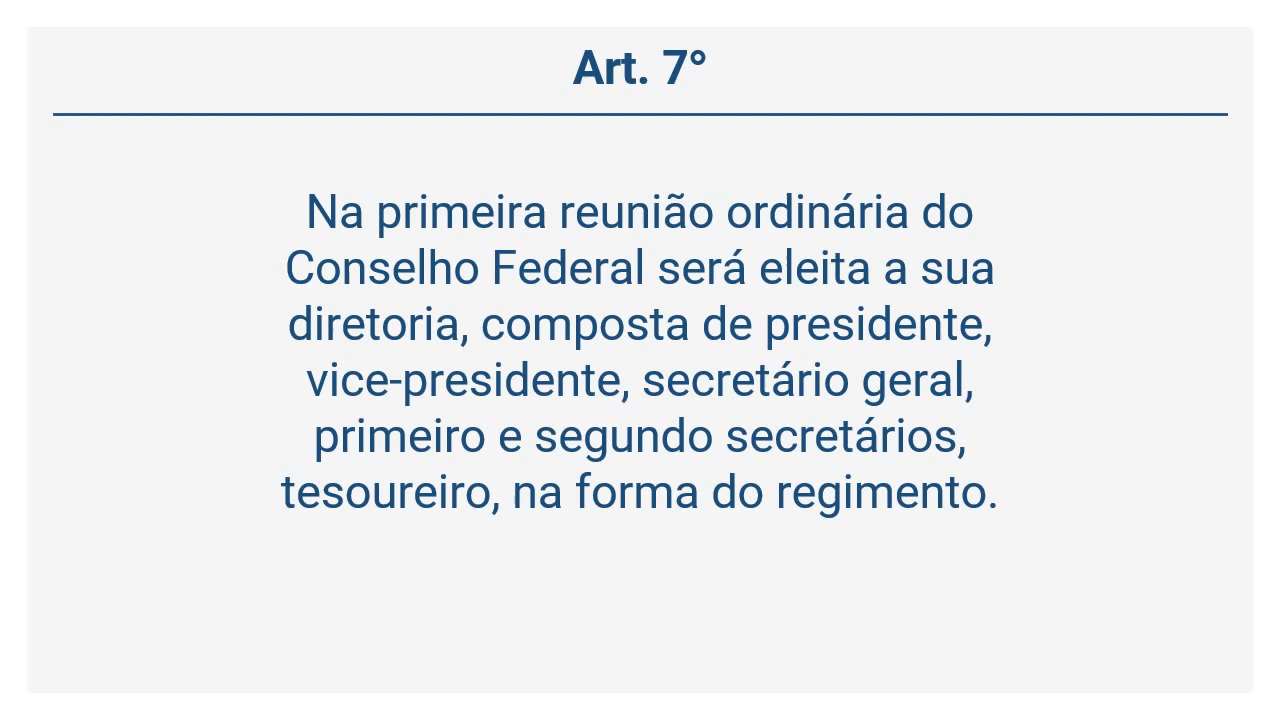 Art. 7°
Na primeira reunião ordinária do
Conselho Federal será eleita a sua
diretoria, composta de presidente,
vice-presidente, secretário geral,
primeiro e segundo secretários,
tesoureiro, na forma do regimento.